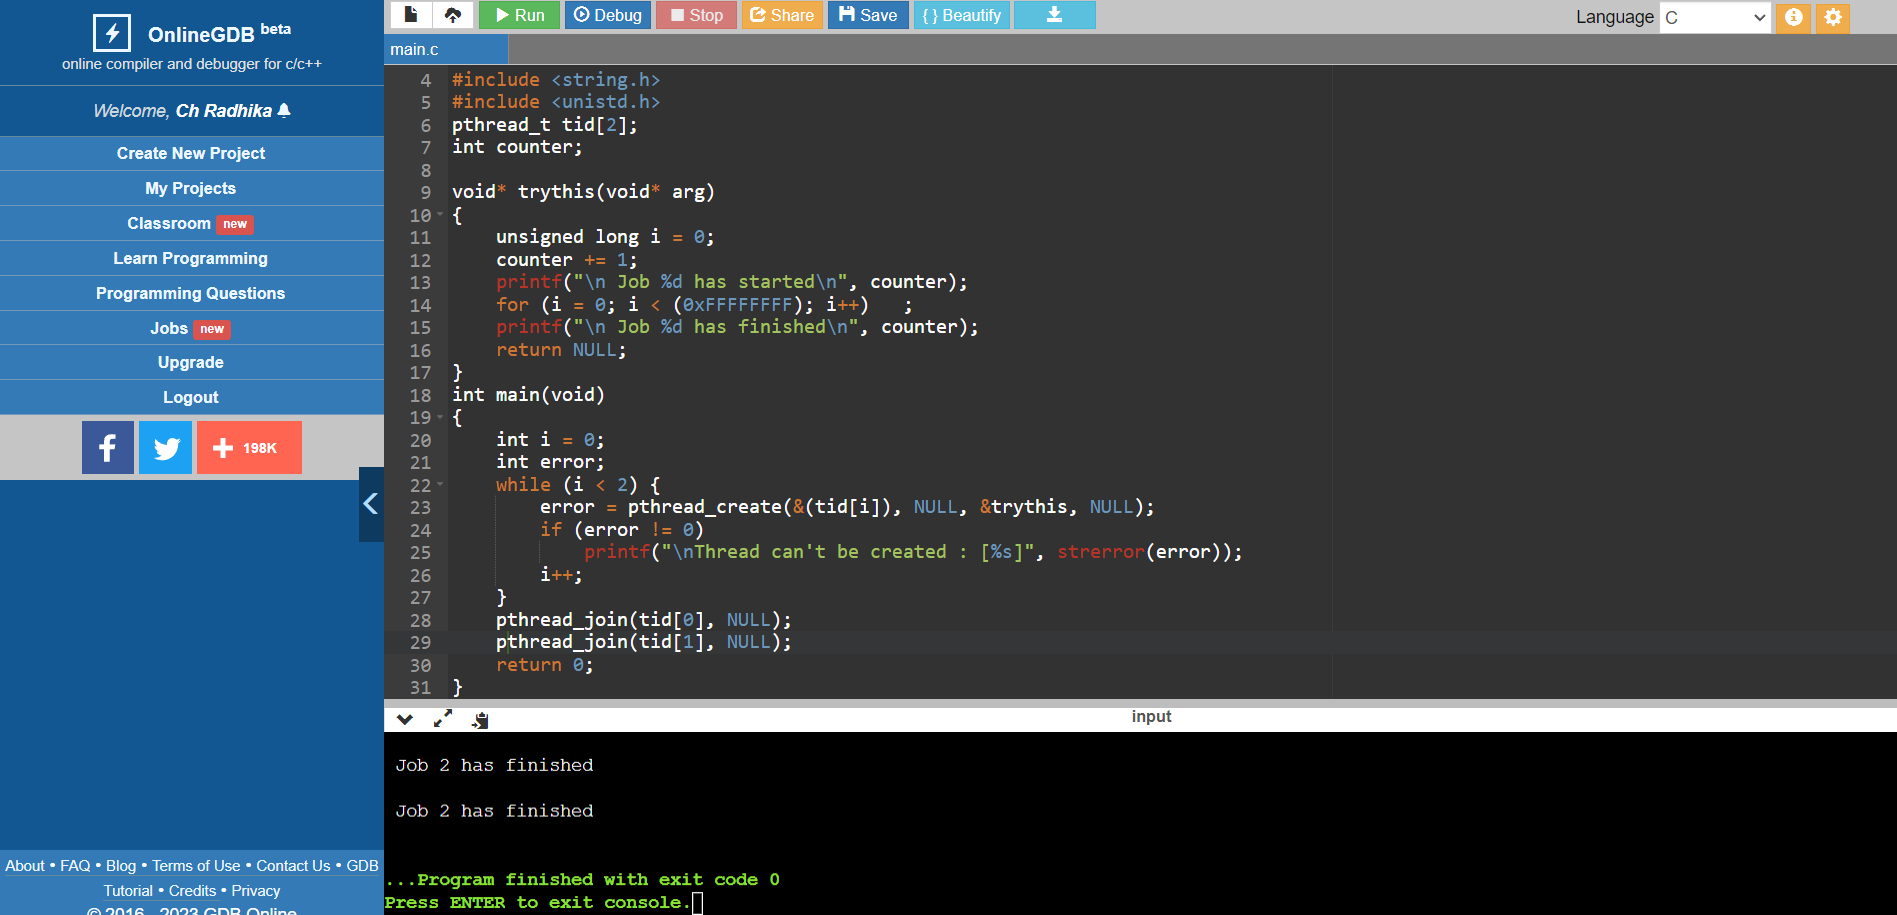 OnlineGDB beta
online compiler and debugger for c/c++
Welcome, Ch Radhika
Create New Project
My Projects
Classroom new
Learn Programming
Programming Questions
Jobs new
Upgrade
Logout
198K
About • FAQ • Blog • Terms of Use • Contact Us • GDB
Tutorial • Credits • Privacy
© 2016 - 2023 GDB Online
Run Debug Stop Share Save { } Beautify Language C
main.c
4 #include <string.h>
5 #include <unistd.h>
6 pthread_t tid[2];
7 int counter;
8
9 void* trythis(void* arg)
10 {
11 unsigned long i = 0;
12 counter += 1;
13 printf("\n Job %d has started\n", counter);
14 for (i = 0; i < (0xFFFFFFFF); i++) ;
15 printf("\n Job %d has finished\n", counter);
16 return NULL;
17 }
18 int main(void)
19 {
20 int i = 0;
21 int error;
22 while (i < 2) {
23 error = pthread_create(&(tid[i]), NULL, &trythis, NULL);
24 if (error != 0)
25 printf("\nThread can't be created : [%s]", strerror(error));
26 i++;
27 }
28 pthread_join(tid[0], NULL);
29 pthread_join(tid[1], NULL);
30 return 0;
31 }
input
Job 2 has finished
Job 2 has finished
...Program finished with exit code 0
Press ENTER to exit console.